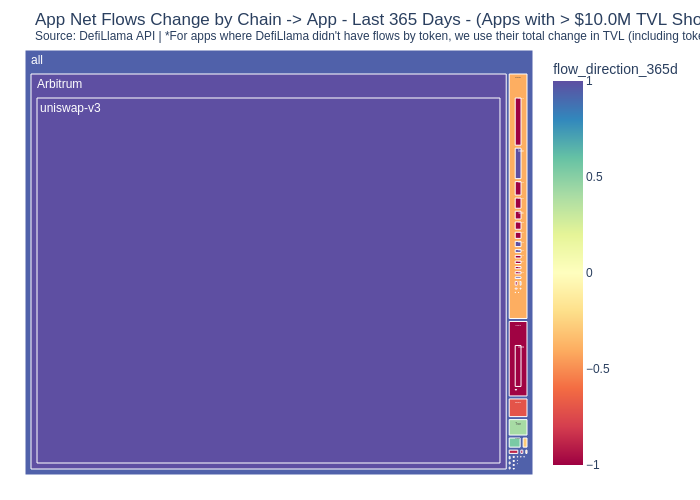 App Net Flows Change by Chain -> App - Last 365 Days - (Apps with > $10.0M TVL Sho
Source: DefiLlama API | *For apps where DefiLlama didn't have flows by token, we use their total change in TVL (including toke
all
Arbitrum
uniswap-v3
flow_direction_365d
1
0.5
0
−0.5
−1